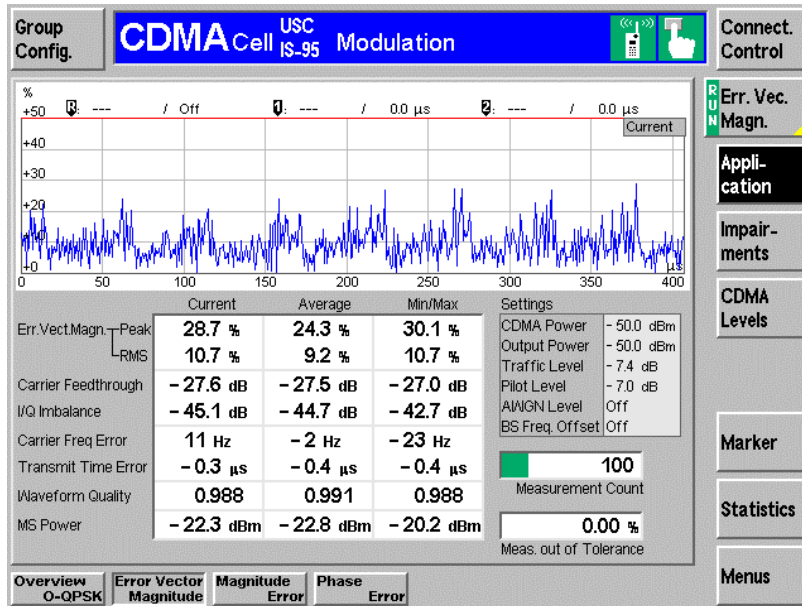 Group Config.
CDMA Cell USC IS-95 Modulation
Connect. Control
%
+50 R: --- / Off 1: --- / 0.0 µs 2: --- / 0.0 µs
Current
+40
+30
+20
+10
+0
µs
0 50 100 150 200 250 300 350 400
RUN
Err. Vec. Magn.
Appli-
cation
Impair-
ments
CDMA
Levels
Marker
Statistics
Menus
Current Average Min/Max Settings
Err.Vect.Magn. Peak 28.7 % 24.3 % 30.1 %
RMS 10.7 % 9.2 % 10.7 %
Carrier Feedthrough -27.6 dB -27.5 dB -27.0 dB
I/Q Imbalance -45.1 dB -44.7 dB -42.7 dB
Carrier Freq Error 11 Hz -2 Hz -23 Hz
Transmit Time Error -0.3 µs -0.4 µs -0.4 µs
Waveform Quality 0.988 0.991 0.988
MS Power -22.3 dBm -22.8 dBm -20.2 dBm
CDMA Power -50.0 dBm
Output Power -50.0 dBm
Traffic Level -7.4 dB
Pilot Level -7.0 dB
AWGN Level Off
BS Freq. Offset Off
100
Measurement Count
0.00 %
Meas. out of Tolerance
Overview O-QPSK
Error Vector Magnitude
Magnitude Error
Phase Error